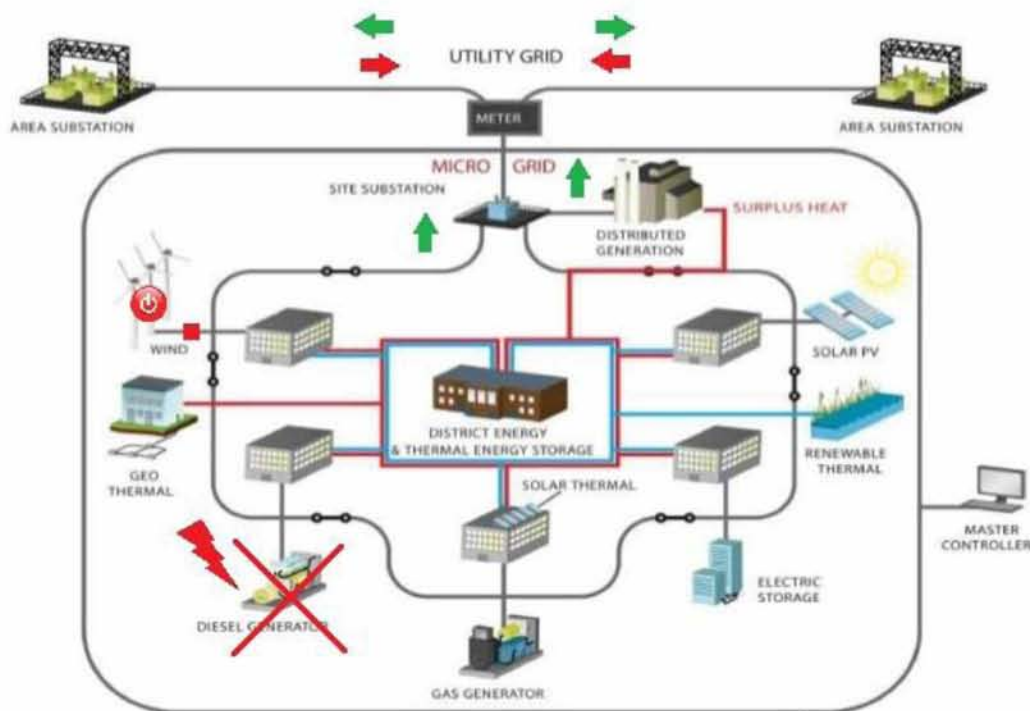 UTILITY GRID
AREA SUBSTATION
METER
AREA SUBSTATION
MICRO GRID
SITE SUBSTATION
SURPLUS HEAT
DISTRIBUTED
GENERATION
WIND
SOLAR PV
DISTRICT ENERGY
& THERMAL ENERGY STORAGE
GEO
THERMAL
RENEWABLE
THERMAL
SOLAR THERMAL
MASTER
CONTROLLER
ELECTRIC
STORAGE
DIESEL GENERATOR
GAS GENERATOR